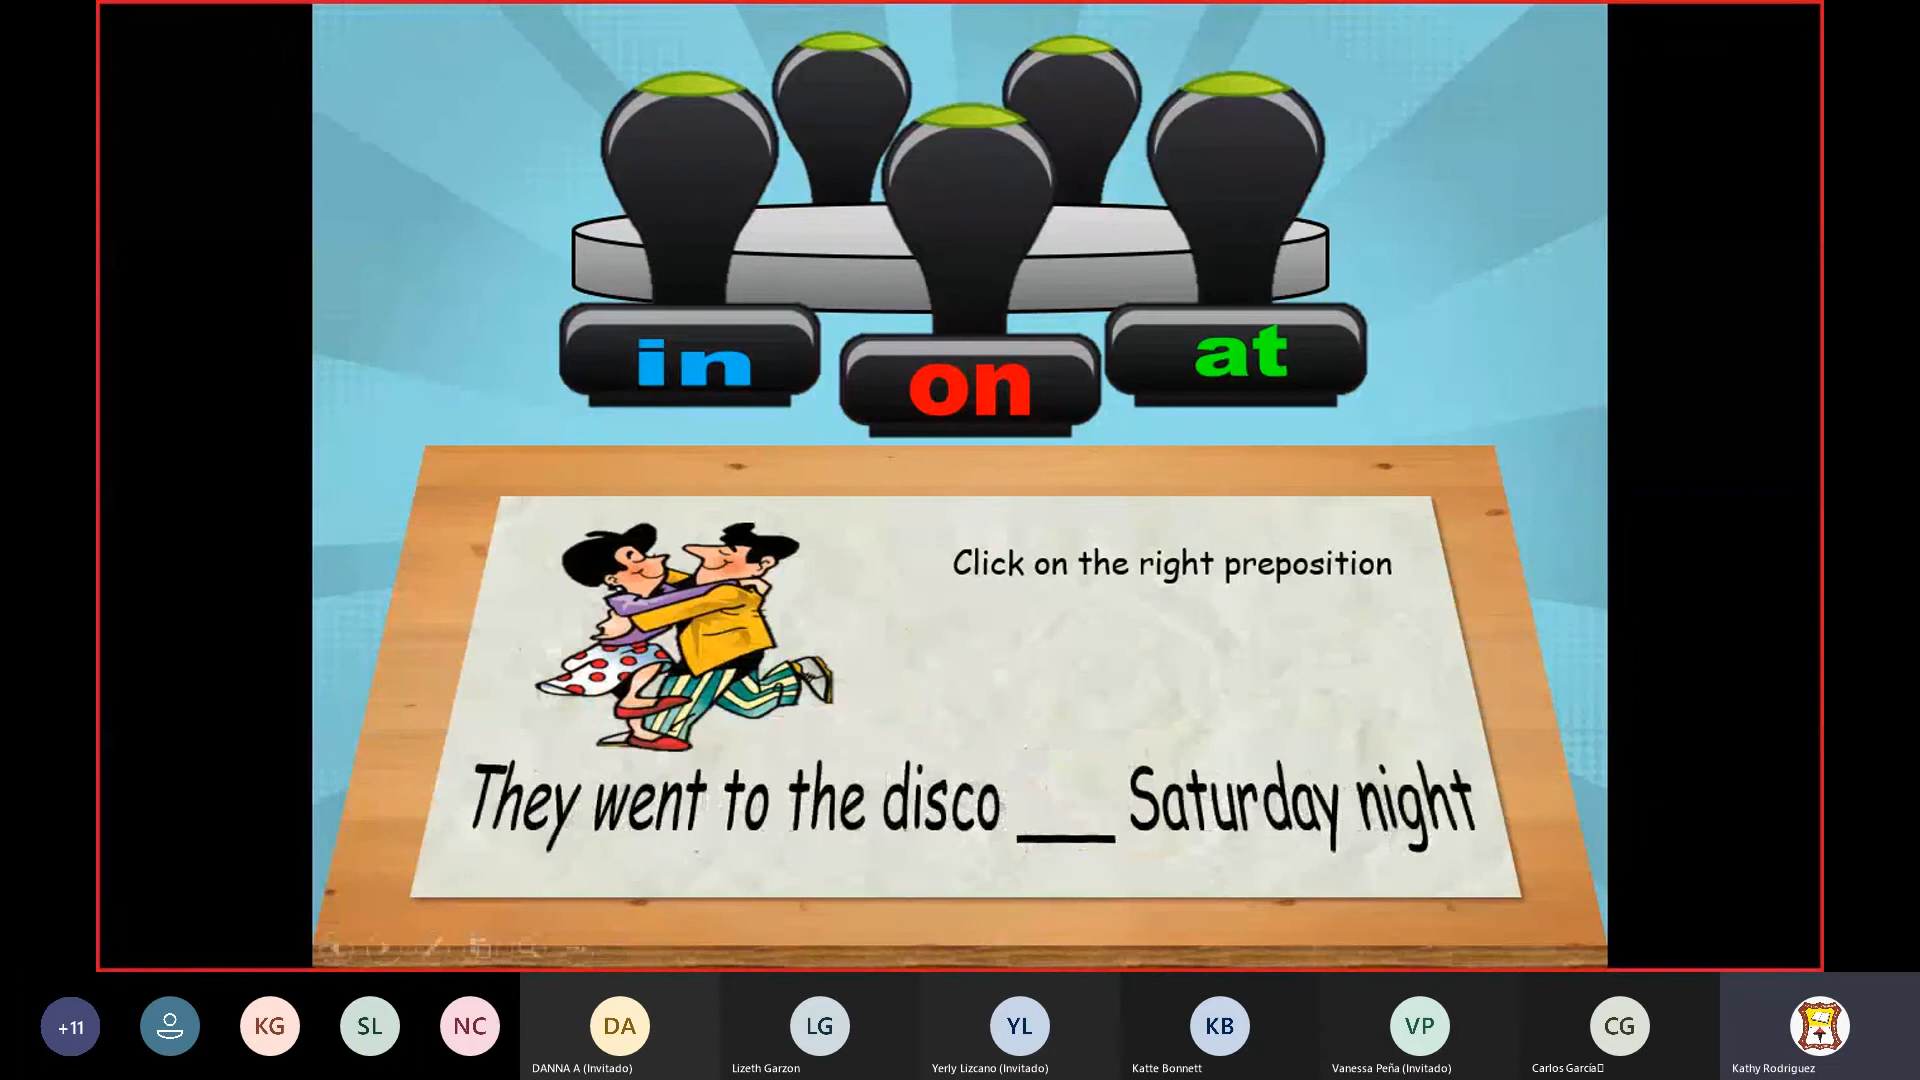 in
on
at
Click on the right preposition
They went to the disco ___ Saturday night
+11
KG
SL
NC
DA
LG
YL
KB
VP
CG
DANNA A (Invitado)
Lizeth Garzon
Yerly Lizcano (Invitado)
Katte Bonnett
Vanessa Peña (Invitado)
Carlos García
Kathy Rodriguez